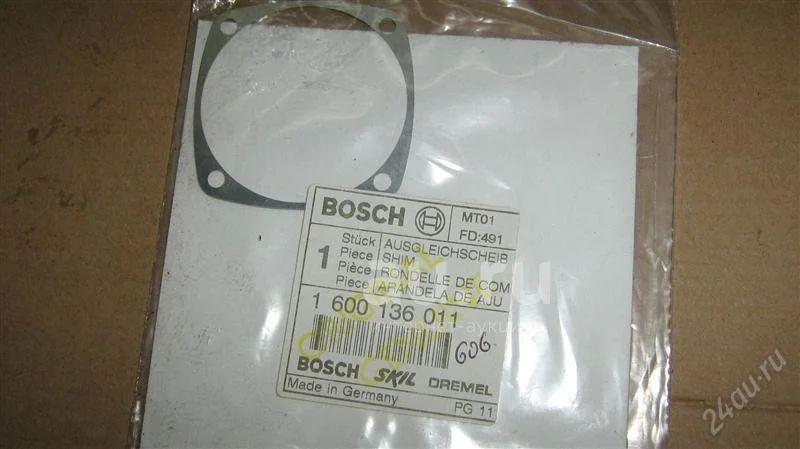 BOSCH
MT01
FD:491
1
Stück AUSGLEICHSCHEIB
Piece SHIM
Pièce RONDELLE DE COM
Piece ARANDELA DE AJU
1 600 136 011
606
BOSCH SKIL DREMEL
Made in Germany
PG 11
24au.ru